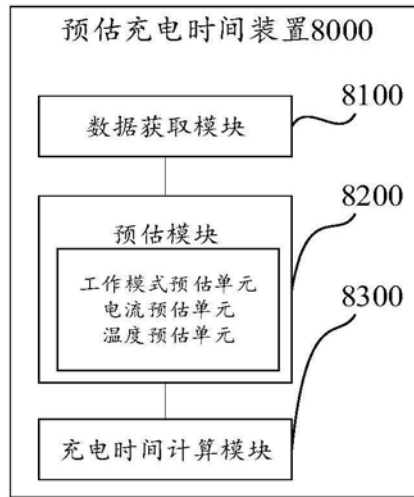 预估充电时间装置8000
数据获取模块
8100
预估模块
8200
工作模式预估单元
电流预估单元
温度预估单元
8300
充电时间计算模块